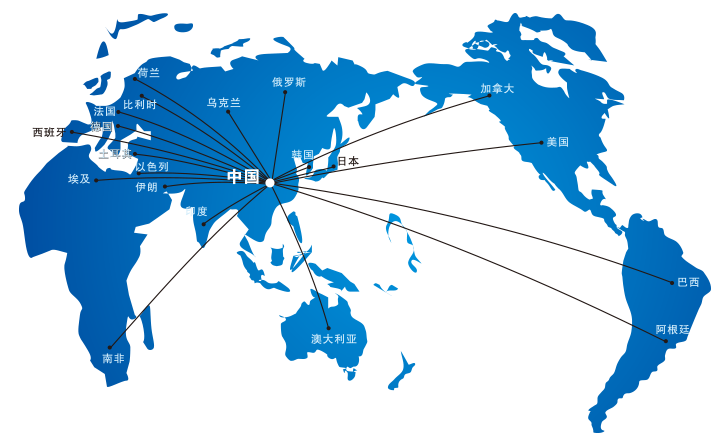 荷兰
俄罗斯
加拿大
比利时
乌克兰
法国
德国
西班牙
美国
土耳其
韩国
日本
以色列
中国
埃及
伊朗
印度
巴西
阿根廷
澳大利亚
南非